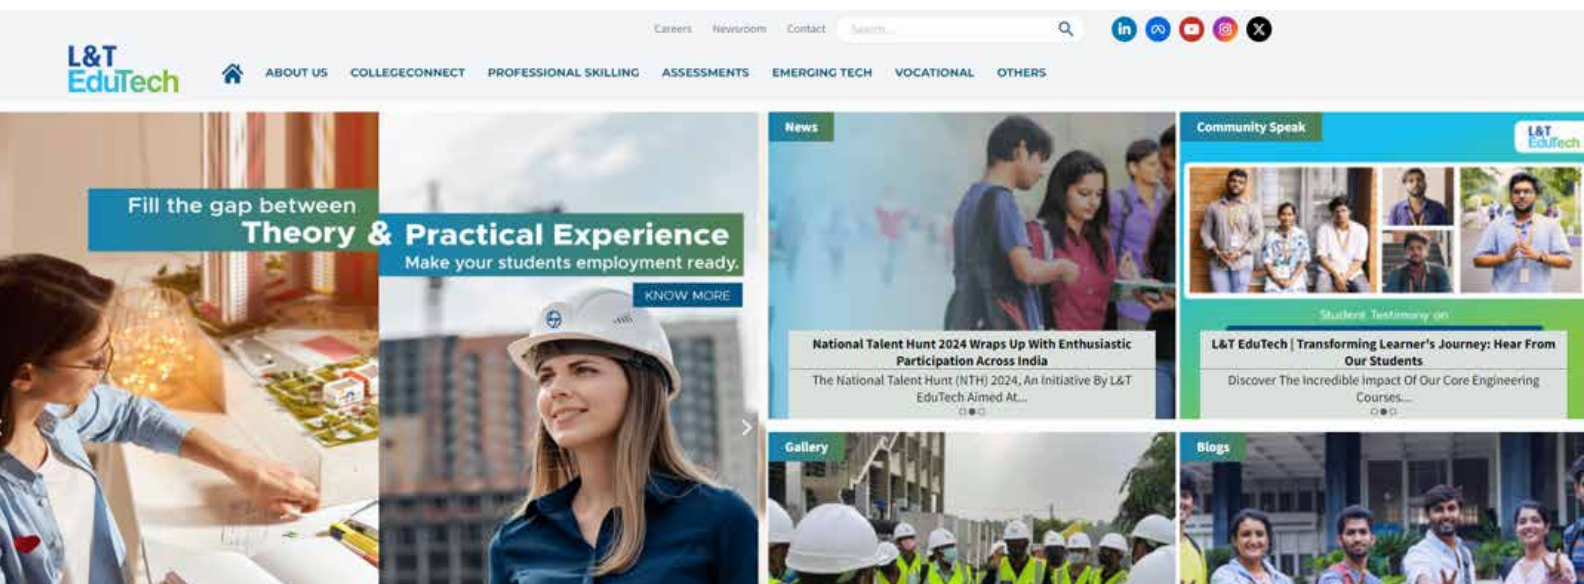 Careers Newsroom Contact Search...
in
L&T
EduTech
ABOUT US COLLEGECONNECT PROFESSIONAL SKILLING ASSESSMENTS EMERGING TECH VOCATIONAL OTHERS
Fill the gap between
Theory & Practical Experience
Make your students employment ready.
KNOW MORE
News
National Talent Hunt 2024 Wraps Up With Enthusiastic
Participation Across India
The National Talent Hunt (NTH) 2024, An Initiative By L&T
EduTech Aimed At...
Community Speak
L&T
EduTech
Student Testimony on
L&T EduTech | Transforming Learner's Journey: Hear From
Our Students
Discover The Incredible Impact Of Our Core Engineering
Courses...
Gallery
Blogs